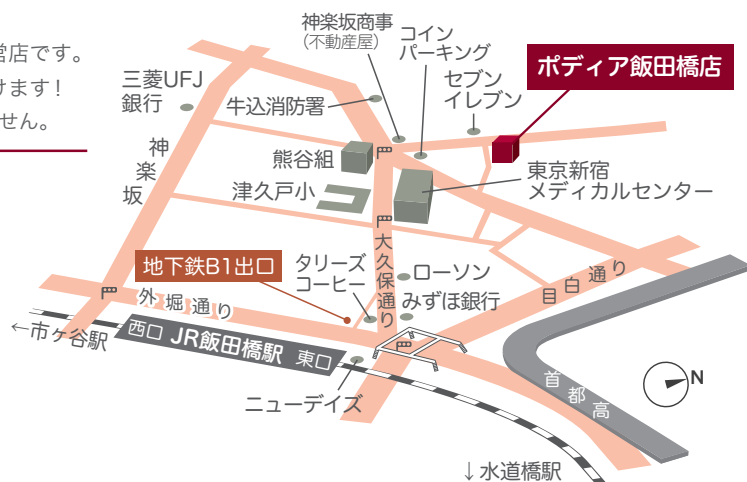 営店です。
けます！
せん。
神楽坂商事
（不動産屋）
コイン
パーキング
セブン
イレブン
ポディア飯田橋店
三菱UFJ
銀行
牛込消防署
神楽坂
熊谷組
津久戸小
東京新宿
メディカルセンター
大久保通り
地下鉄B1出口
タリーズ
コーヒー
ローソン
みずほ銀行
目白通り
外堀通り
←市ヶ谷駅
西口 JR飯田橋駅 東口
ニューデイズ
首都高
N
↓水道橋駅